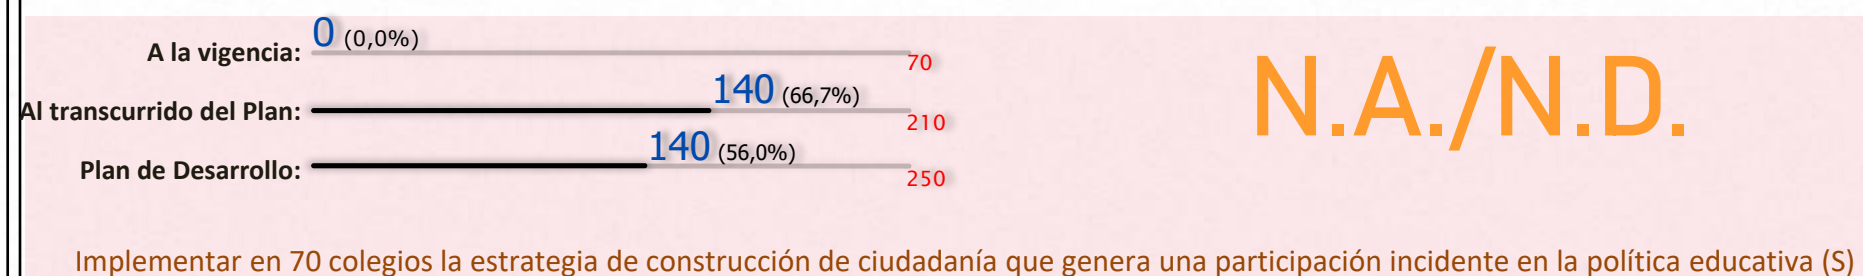 A la vigencia: 0 (0,0%) 70
Al transcurrido del Plan: 140 (66,7%) 210
Plan de Desarrollo: 140 (56,0%) 250
N.A./N.D.
Implementar en 70 colegios la estrategia de construcción de ciudadanía que genera una participación incidente en la política educativa (S)